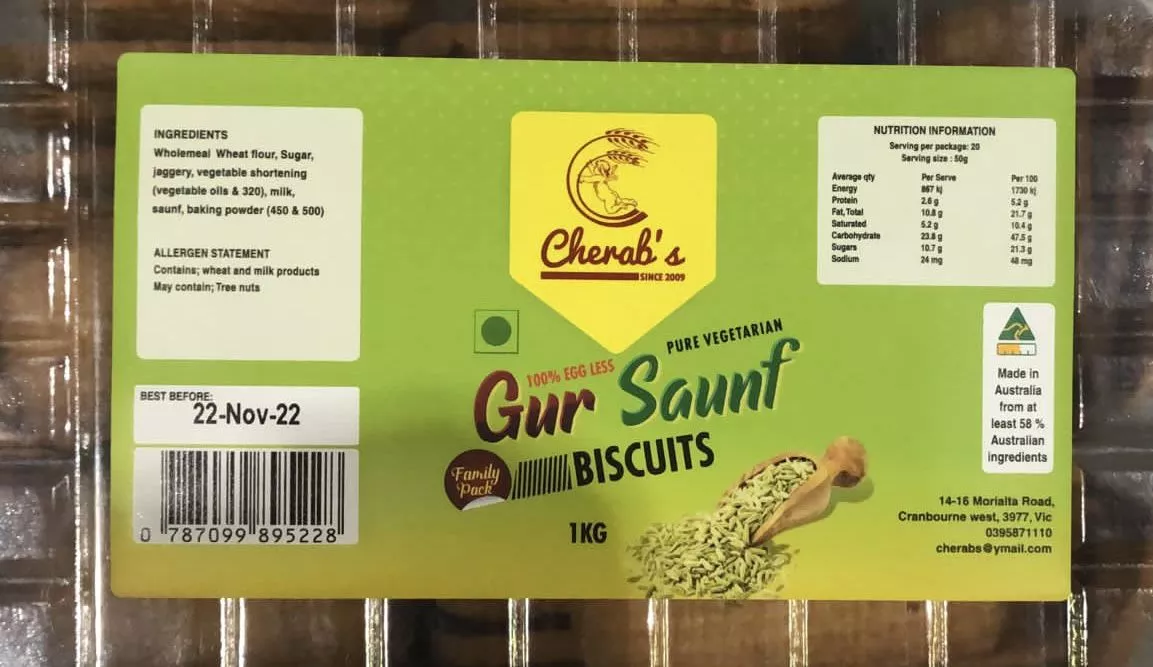 INGREDIENTS
Wholemeal Wheat flour, Sugar,
jaggery, vegetable shortening
(vegetable oils & 320), milk,
saunf, baking powder (450 & 500)
ALLERGEN STATEMENT
Contains; wheat and milk products
May contain; Tree nuts
BEST BEFORE:
22-Nov-22
0 787099 895228
Cherab's
SINCE 2009
PURE VEGETARIAN
100% EGG LESS
Gur Saunf
Family
Pack
BISCUITS
1KG
NUTRITION INFORMATION
Serving per package: 20
Serving size : 50g
Average qty Per Serve Per 100
Energy 867 kj 1730 kj
Protein 2.6 g 5.2 g
Fat, Total 10.8 g 21.7 g
Saturated 5.2 g 10.4 g
Carbohydrate 23.8 g 47.5 g
Sugars 10.7 g 21.3 g
Sodium 24 mg 48 mg
Made in
Australia
from at
least 58 %
Australian
ingredients
14-16 Morialta Road,
Cranbourne west, 3977, Vic
0395871110
cherabs@ymail.com